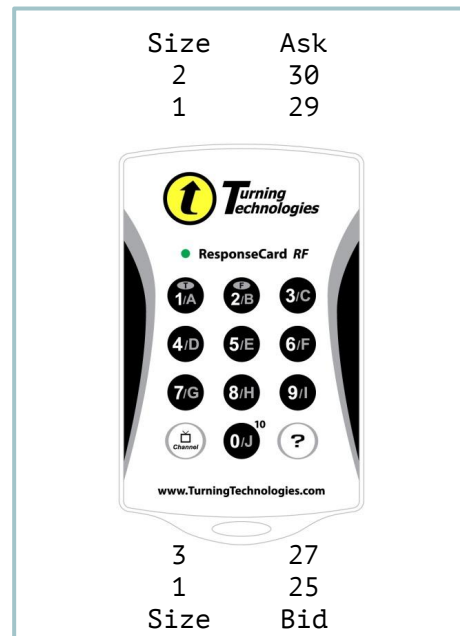 Size Ask
2 30
1 29
t Turning
Technologies
ResponseCard RF
T F
1/A 2/B 3/C
4/D 5/E 6/F
7/G 8/H 9/I
10
Channel 0/J ?
www.TurningTechnologies.com
3 27
1 25
Size Bid